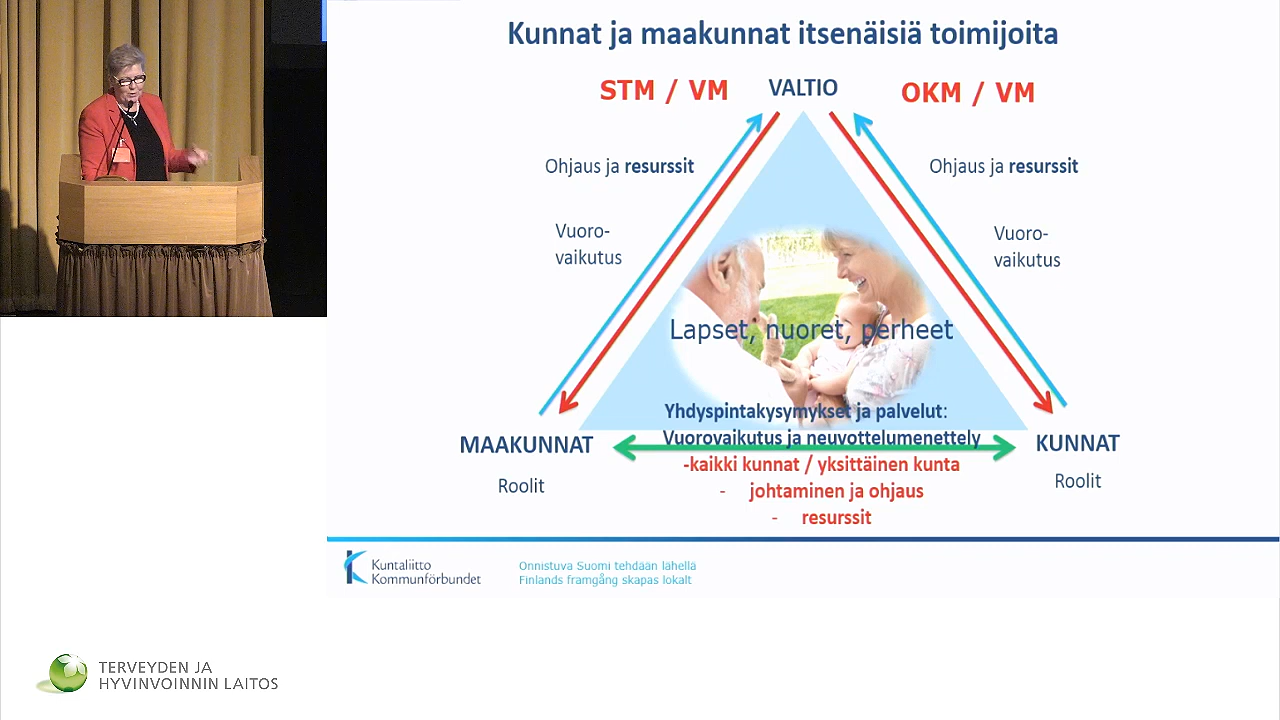 Kunnat ja maakunnat itsenäisiä toimijoita
STM / VM
VALTIO
OKM / VM
Ohjaus ja resurssit
Ohjaus ja resurssit
Vuoro-
vaikutus
Vuoro-
vaikutus
Lapset, nuoret, perheet
Yhdyspintakysymykset ja palvelut:
Vuorovaikutus ja neuvottelumenettely
MAAKUNNAT
KUNNAT
-kaikki kunnat / yksittäinen kunta
Roolit
Roolit
- johtaminen ja ohjaus
- resurssit
Kuntaliitto
Kommunförbundet
Onnistuva Suomi tehdään lähellä
Finlands framgång skapas lokalt
TERVEYDEN JA
HYVINVOINNIN LAITOS